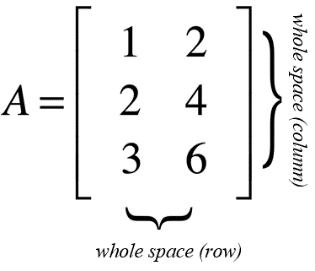 1 2
A = 2 4
3 6
whole space (column)
whole space (row)